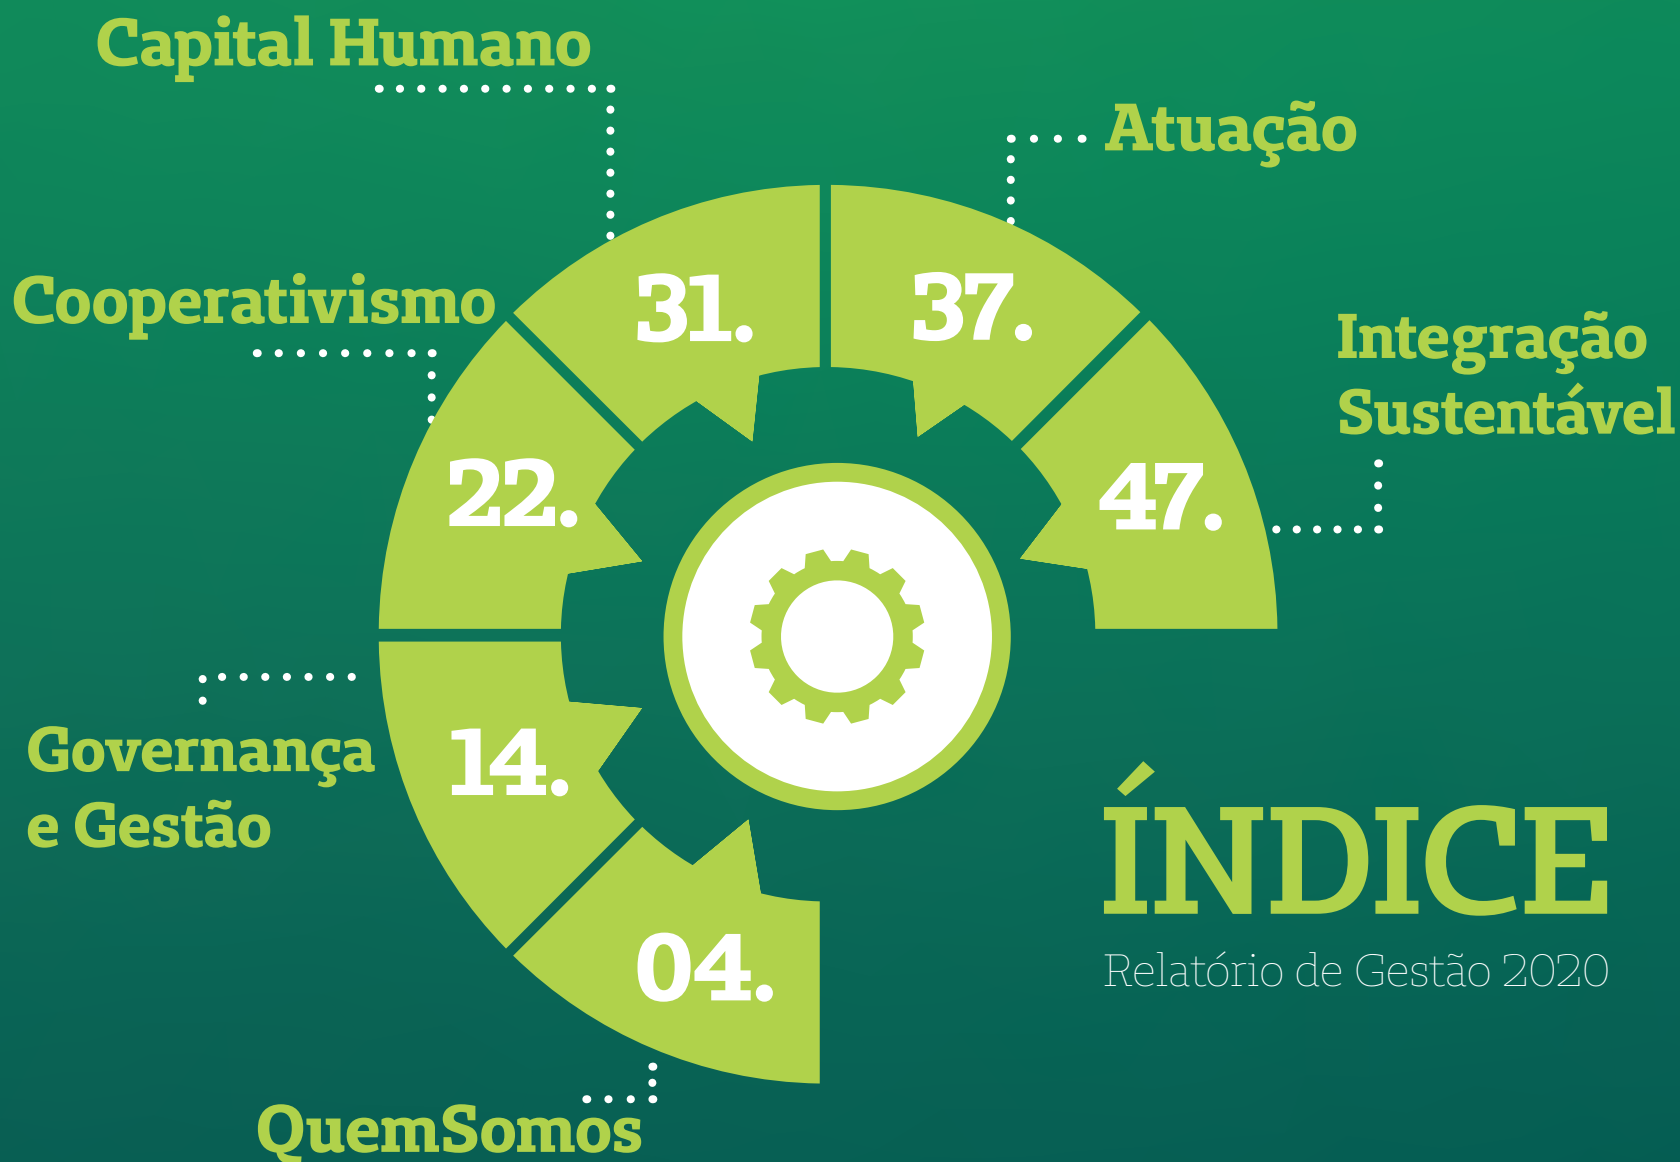 Capital Humano
Atuação
Cooperativismo
31.
37.
Integração
Sustentável
22.
47.
Governança
e Gestão
14.
04.
QuemSomos
ÍNDICE
Relatório de Gestão 2020